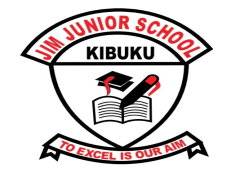 JIM JUNIOR SCHOOL
KIBUKU
TO EXCEL IS OUR AIM